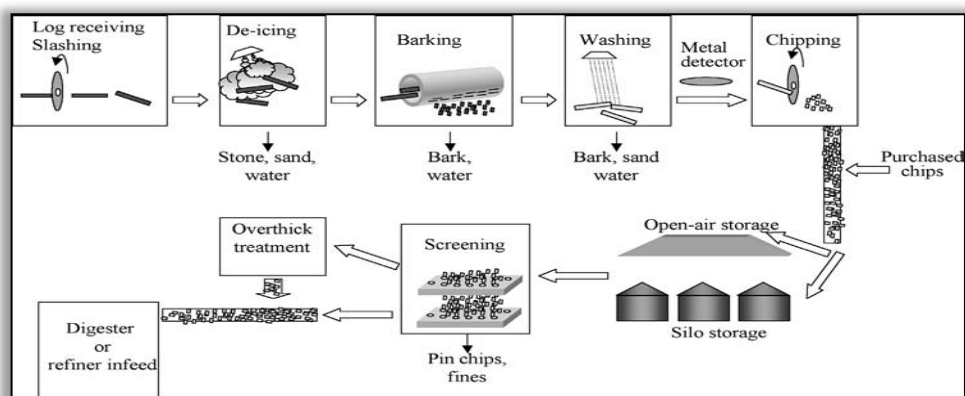 Log receiving
Slashing
De-icing
Barking
Washing
Metal
detector
Chipping
Stone, sand,
water
Bark,
water
Bark, sand
water
Purchased
chips
Overthick
treatment
Screening
Open-air storage
Silo storage
Digester
or
refiner infeed
Pin chips,
fines